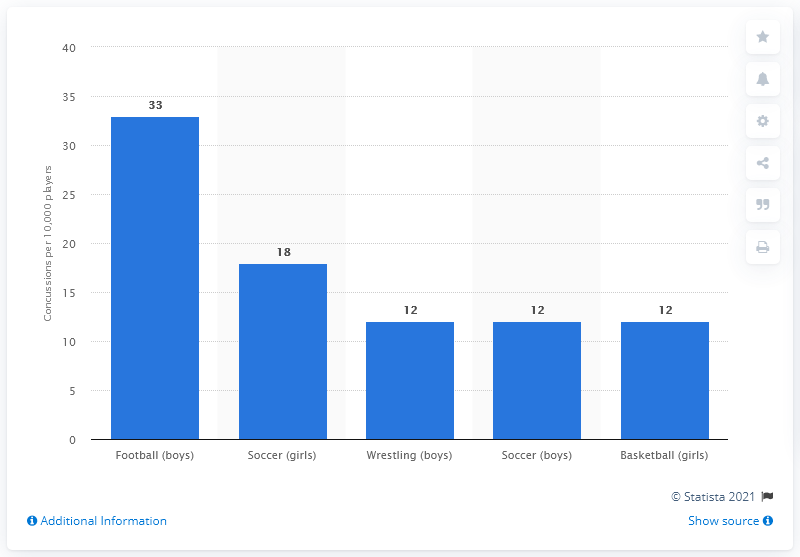 40
35
30
25
20
15
10
5
0
Concussions per 10,000 players
33
18
12
12
12
Football (boys)
Soccer (girls)
Wrestling (boys)
Soccer (boys)
Basketball (girls)
© Statista 2021
Additional Information
Show source